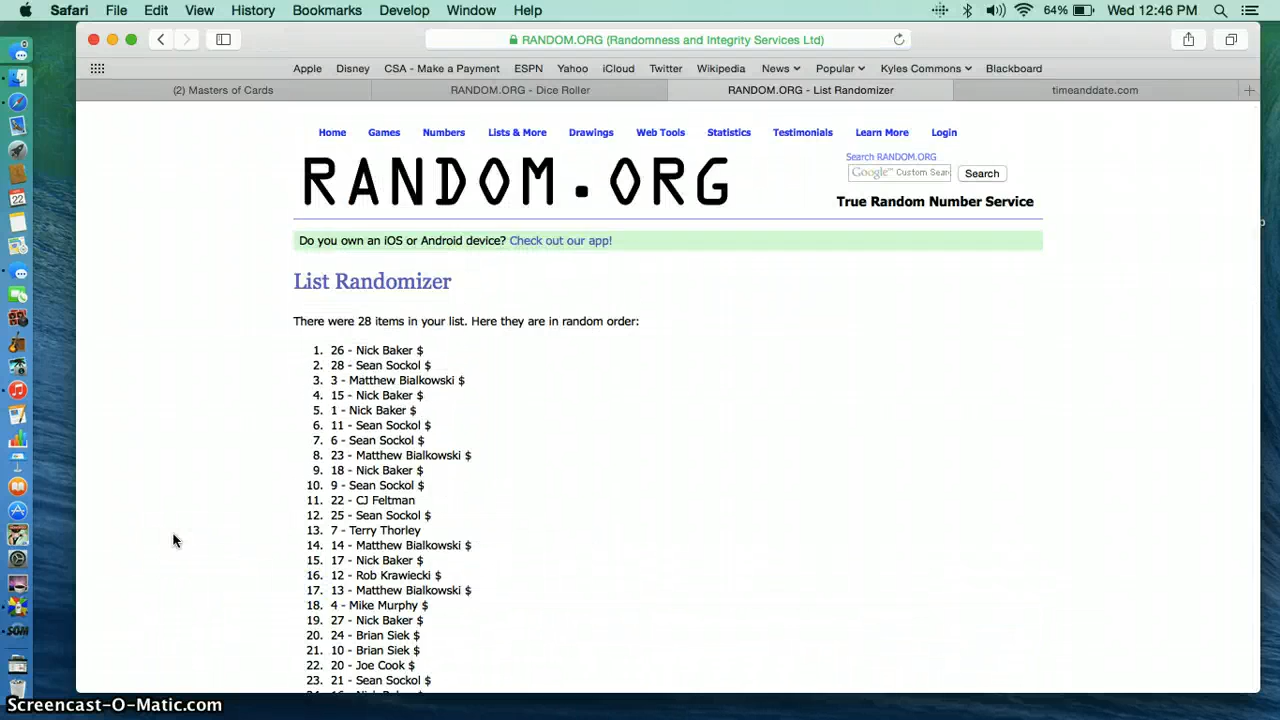 Safari File Edit View History Bookmarks Develop Window Help 64% Wed 12:46 PM
RANDOM.ORG (Randomness and Integrity Services Ltd)
Apple Disney CSA - Make a Payment ESPN Yahoo iCloud Twitter Wikipedia News Popular Kyles Commons Blackboard
(2) Masters of Cards RANDOM.ORG - Dice Roller RANDOM.ORG - List Randomizer timeanddate.com
Home Games Numbers Lists & More Drawings Web Tools Statistics Testimonials Learn More Login
Search RANDOM.ORG
RANDOM.ORG
Google™ Custom Sear Search
True Random Number Service
Do you own an iOS or Android device? Check out our app!
List Randomizer
There were 28 items in your list. Here they are in random order:
1. 26 - Nick Baker $
2. 28 - Sean Sockol $
3. 3 - Matthew Bialkowski $
4. 15 - Nick Baker $
5. 1 - Nick Baker $
6. 11 - Sean Sockol $
7. 6 - Sean Sockol $
8. 23 - Matthew Bialkowski $
9. 18 - Nick Baker $
10. 9 - Sean Sockol $
11. 22 - CJ Feltman
12. 25 - Sean Sockol $
13. 7 - Terry Thorley
14. 14 - Matthew Bialkowski $
15. 17 - Nick Baker $
16. 12 - Rob Krawiecki $
17. 13 - Matthew Bialkowski $
18. 4 - Mike Murphy $
19. 27 - Nick Baker $
20. 24 - Brian Siek $
21. 10 - Brian Siek $
22. 20 - Joe Cook $
23. 21 - Sean Sockol $
22
SOM
Screencast-O-Matic.com